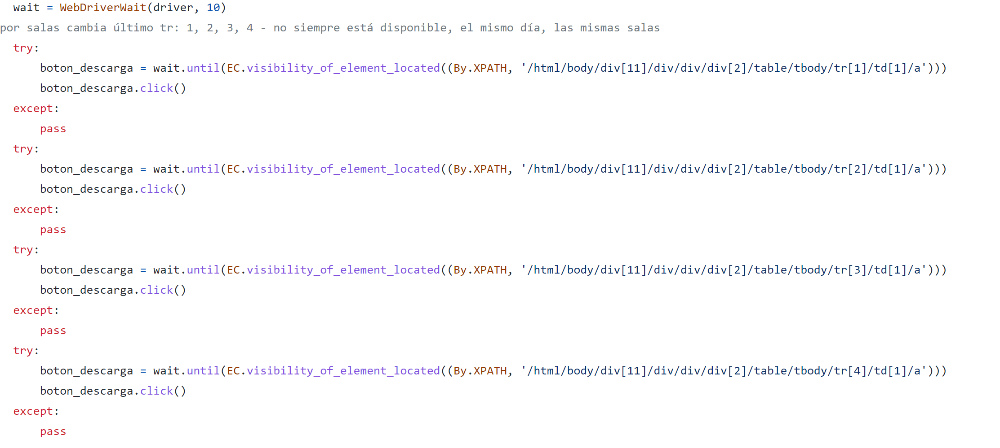 wait = WebDriverWait(driver, 10)
por salas cambia último tr: 1, 2, 3, 4 - no siempre está disponible, el mismo día, las mismas salas
try:
boton_descarga = wait.until(EC.visibility_of_element_located((By.XPATH, '/html/body/div[11]/div/div/div[2]/table/tbody/tr[1]/td[1]/a')))
boton_descarga.click()
except:
pass
try:
boton_descarga = wait.until(EC.visibility_of_element_located((By.XPATH, '/html/body/div[11]/div/div/div[2]/table/tbody/tr[2]/td[1]/a')))
boton_descarga.click()
except:
pass
try:
boton_descarga = wait.until(EC.visibility_of_element_located((By.XPATH, '/html/body/div[11]/div/div/div[2]/table/tbody/tr[3]/td[1]/a')))
boton_descarga.click()
except:
pass
try:
boton_descarga = wait.until(EC.visibility_of_element_located((By.XPATH, '/html/body/div[11]/div/div/div[2]/table/tbody/tr[4]/td[1]/a')))
boton_descarga.click()
except:
pass